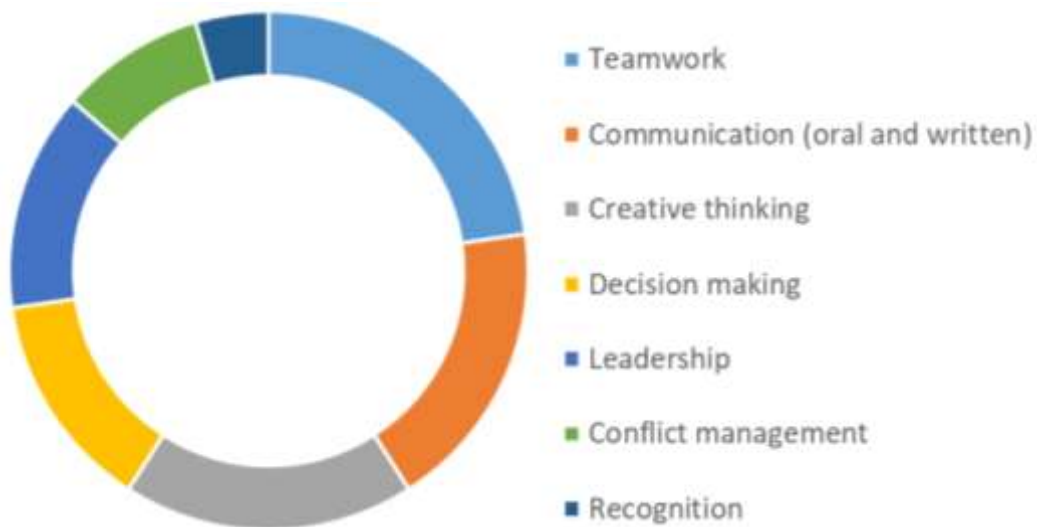 Teamwork
Communication (oral and written)
Creative thinking
Decision making
Leadership
Conflict management
Recognition